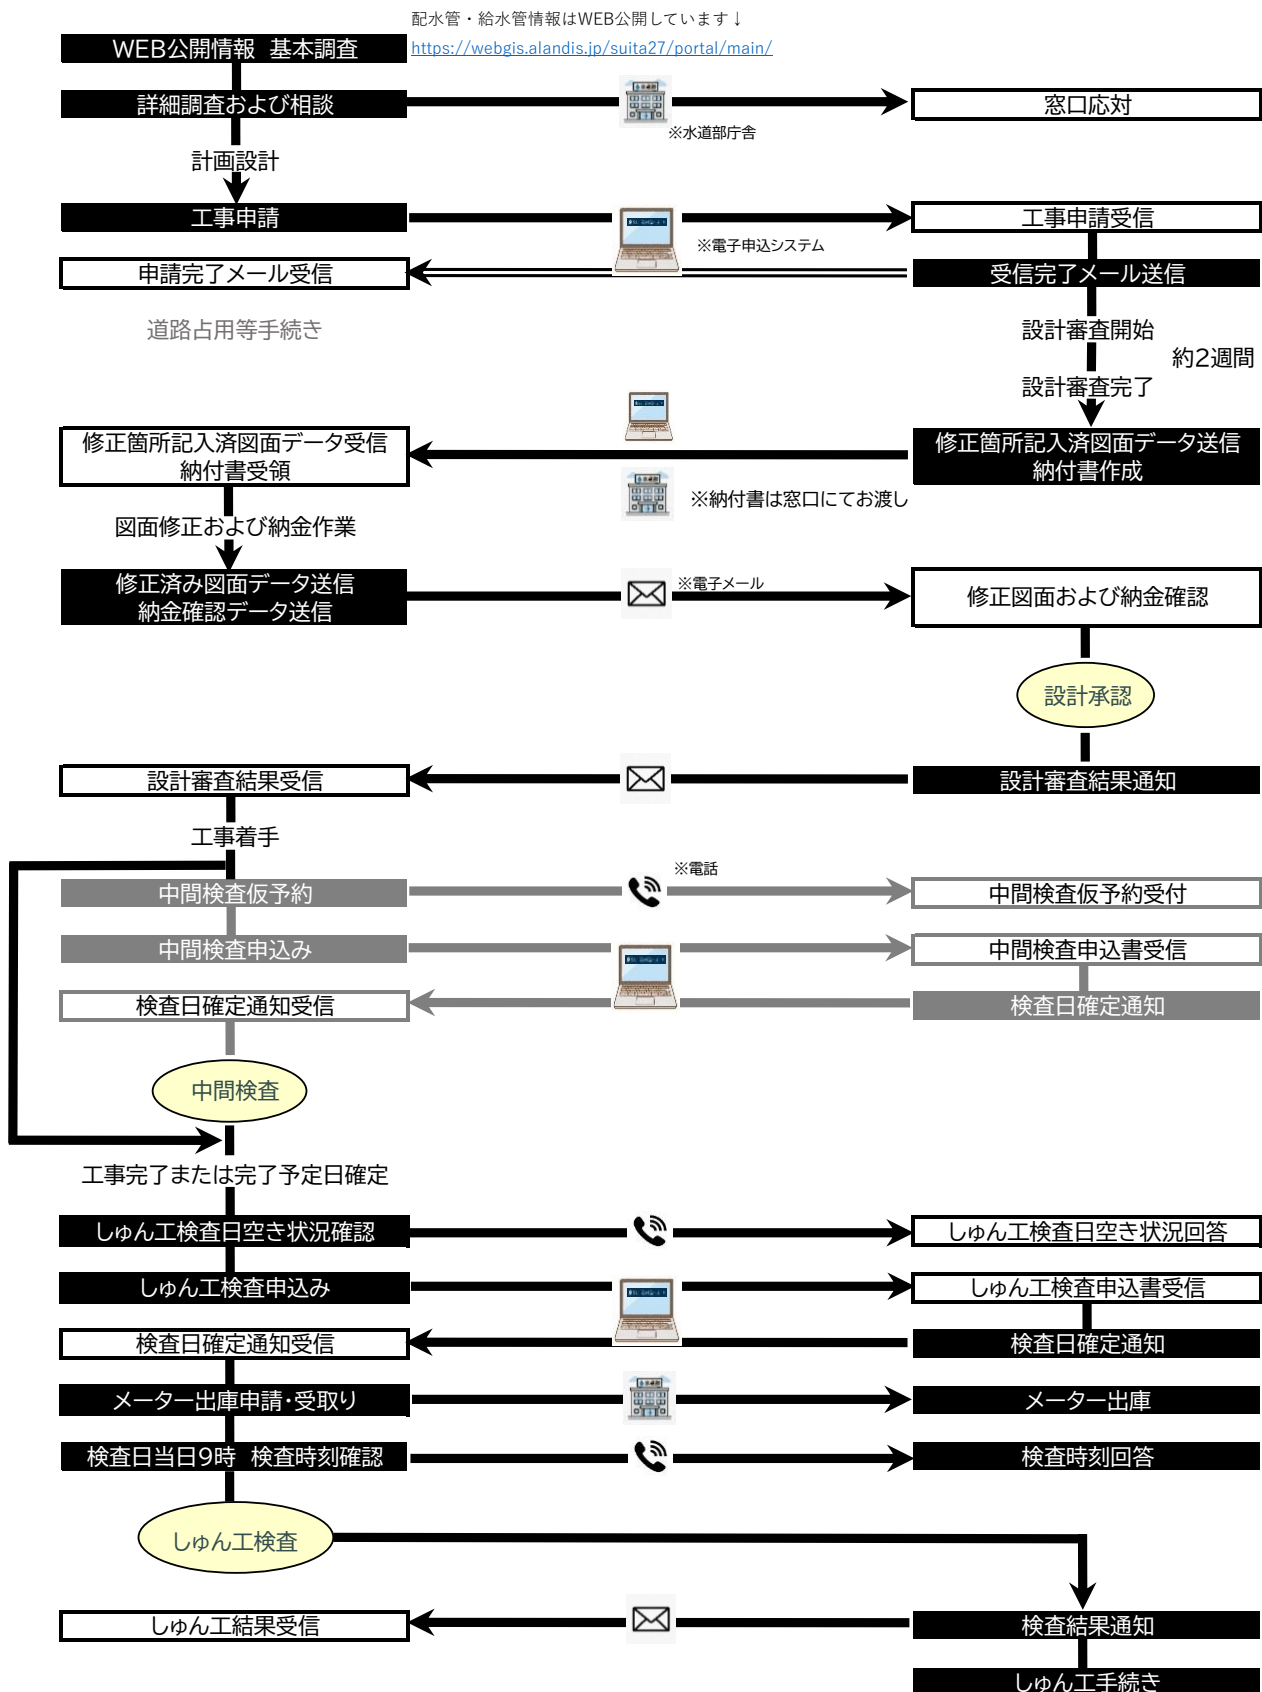 配水管・給水管情報はWEB公開しています↓
WEB公開情報 基本調査
https://webgis.alandis.jp/suita27/portal/main/
詳細調査および相談
窓口応対
※水道部庁舎
計画設計
工事申請
工事申請受信
※電子申込システム
申請完了メール受信
受信完了メール送信
道路占用等手続き
設計審査開始
約2週間
設計審査完了
修正箇所記入済図面データ受信
納付書受領
修正箇所記入済図面データ送信
納付書作成
※納付書は窓口にてお渡し
図面修正および納金作業
修正済み図面データ送信
納金確認データ送信
※電子メール
修正図面および納金確認
設計承認
設計審査結果受信
設計審査結果通知
工事着手
※電話
中間検査仮予約
中間検査仮予約受付
中間検査申込み
中間検査申込書受信
検査日確定通知受信
検査日確定通知
中間検査
工事完了または完了予定日確定
しゅん工検査日空き状況確認
しゅん工検査日空き状況回答
しゅん工検査申込み
しゅん工検査申込書受信
検査日確定通知受信
検査日確定通知
メーター出庫申請・受取り
メーター出庫
検査日当日9時 検査時刻確認
検査時刻回答
しゅん工検査
しゅん工結果受信
検査結果通知
しゅん工手続き